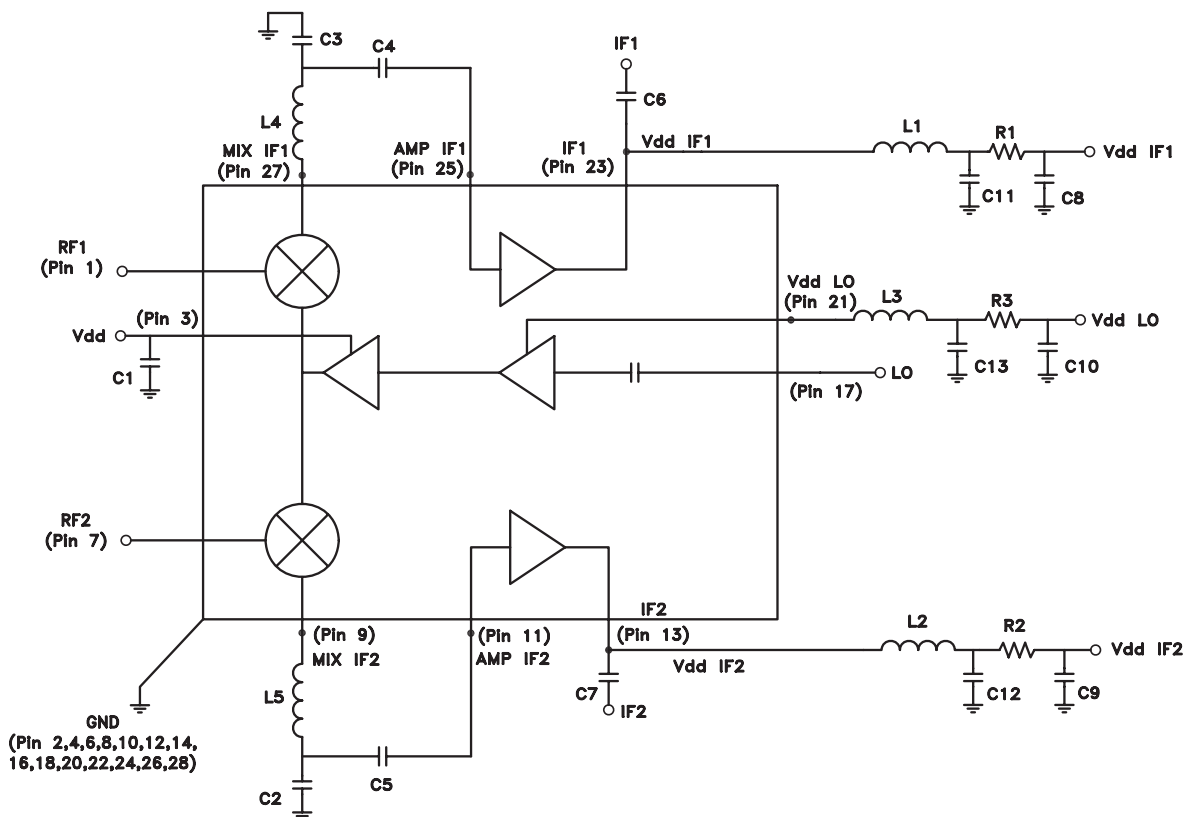 C3
C4
IF1
C6
L4
MIX IF1
(Pin 27)
AMP IF1
(Pin 25)
IF1
(Pin 23)
Vdd IF1
L1
R1
Vdd IF1
C11
C8
RF1
(Pin 1)
Vdd LO
(Pin 21)
L3
R3
Vdd LO
Vdd
(Pin 3)
C1
C13
C10
LO
(Pin 17)
RF2
(Pin 7)
IF2
(Pin 9)
MIX IF2
(Pin 11)
AMP IF2
(Pin 13)
Vdd IF2
L2
R2
Vdd IF2
L5
C7
IF2
C12
C9
GND
(Pin 2,4,6,8,10,12,14,
16,18,20,22,24,26,28)
C5
C2